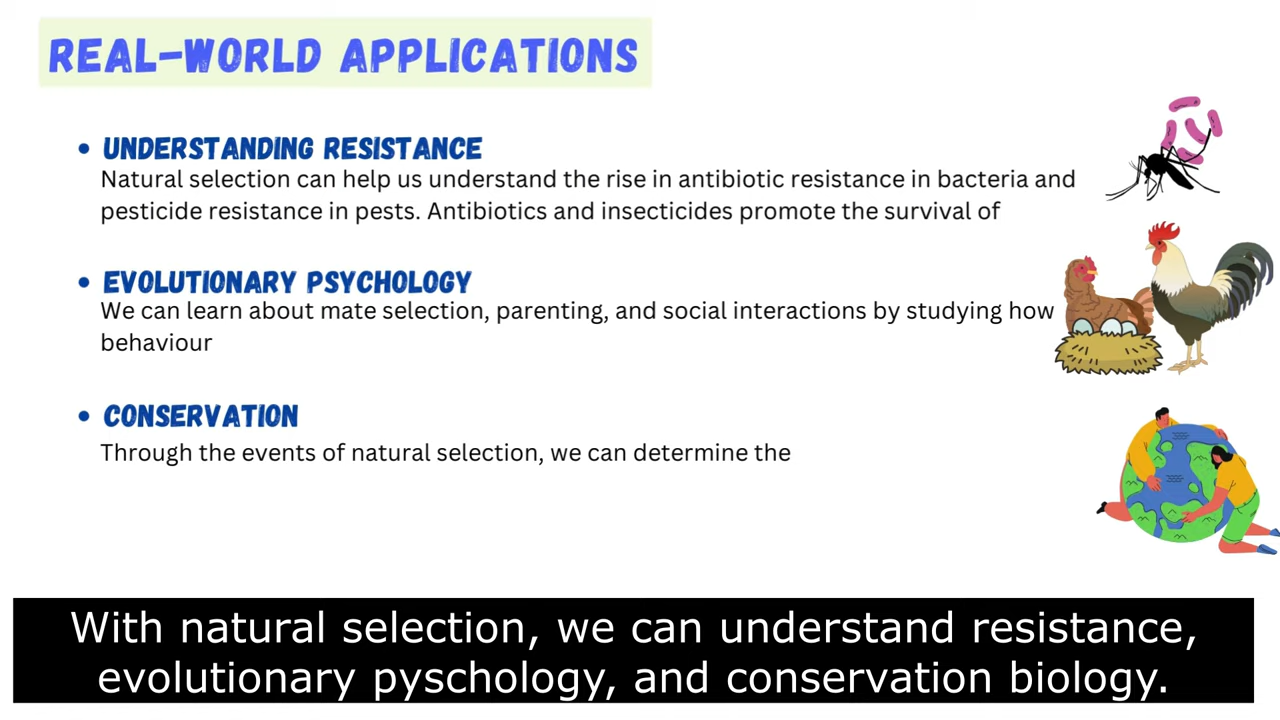 REAL-WORLD APPLICATIONS
• UNDERSTANDING RESISTANCE
Natural selection can help us understand the rise in antibiotic resistance in bacteria and
pesticide resistance in pests. Antibiotics and insecticides promote the survival of
• EVOLUTIONARY PSYCHOLOGY
We can learn about mate selection, parenting, and social interactions by studying how
behaviour
• CONSERVATION
Through the events of natural selection, we can determine the
With natural selection, we can understand resistance,
evolutionary pyschology, and conservation biology.